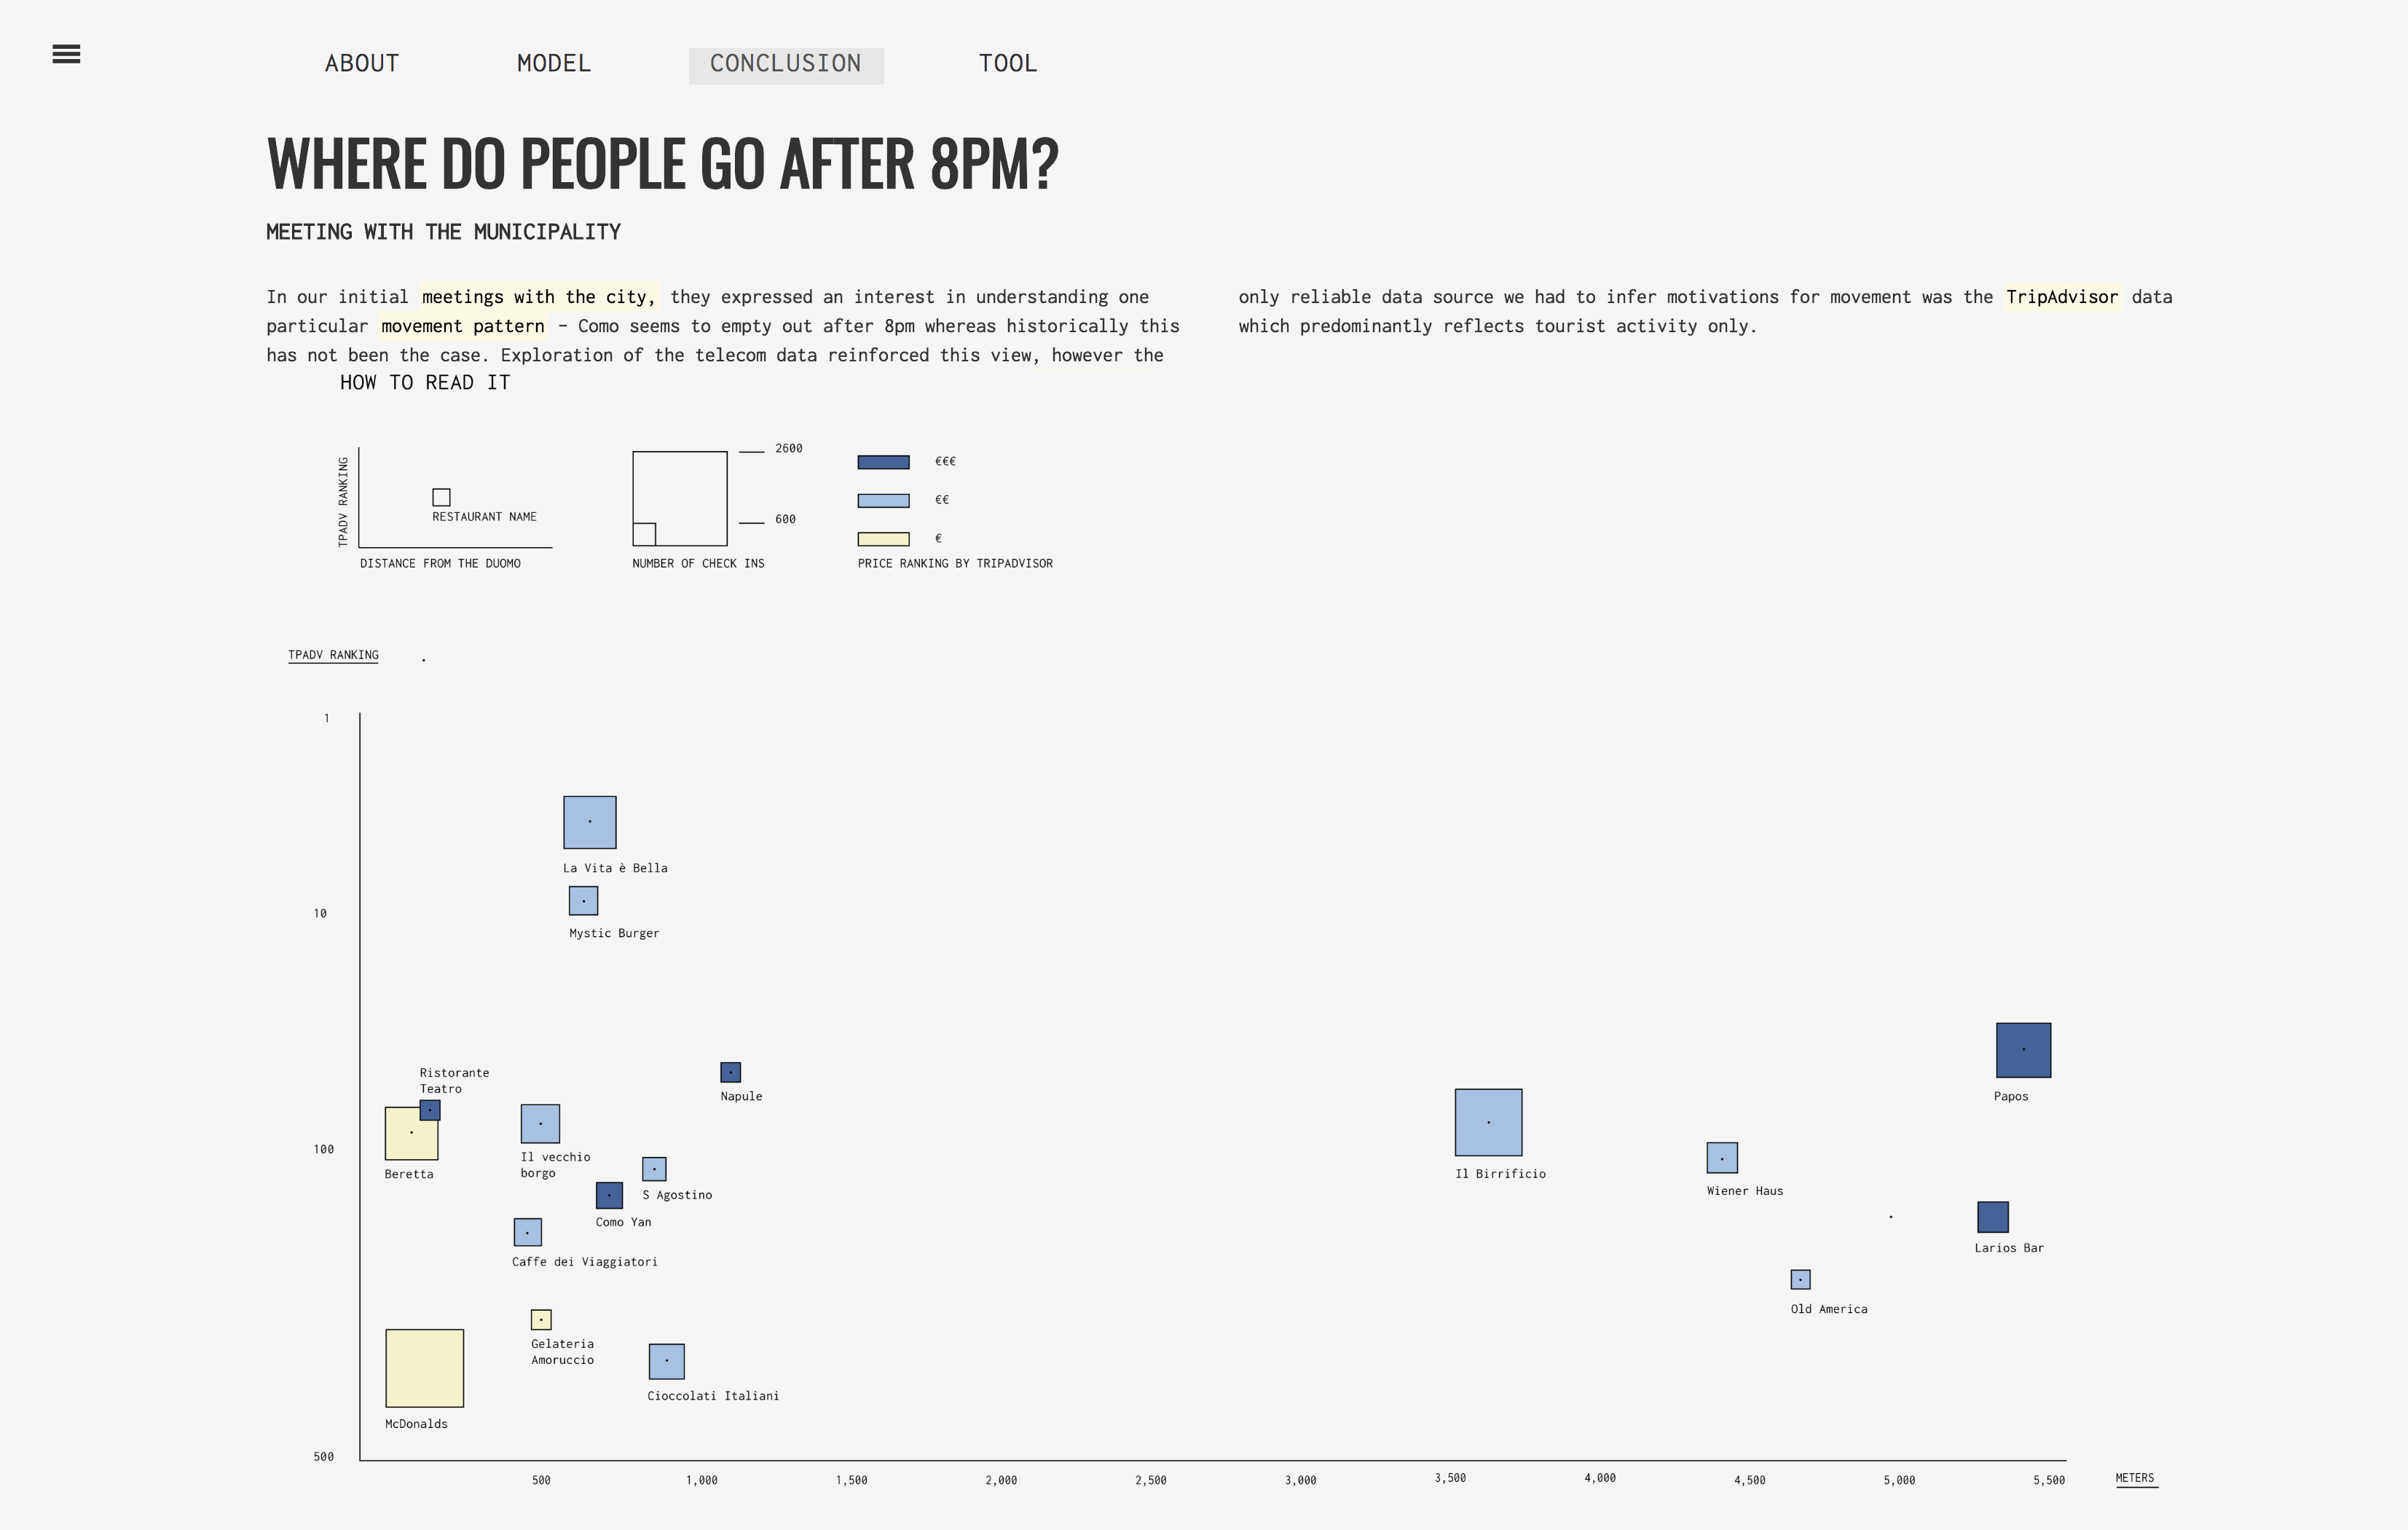 ABOUT
MODEL
CONCLUSION
TOOL
WHERE DO PEOPLE GO AFTER 8PM?
MEETING WITH THE MUNICIPALITY
In our initial meetings with the city, they expressed an interest in understanding one
particular movement pattern – Como seems to empty out after 8pm whereas historically this
has not been the case. Exploration of the telecom data reinforced this view, however the
only reliable data source we had to infer motivations for movement was the TripAdvisor data
which predominantly reflects tourist activity only.
HOW TO READ IT
TPADV RANKING
RESTAURANT NAME
DISTANCE FROM THE DUOMO
2600
600
NUMBER OF CHECK INS
€€€
€€
€
PRICE RANKING BY TRIPADVISOR
TPADV RANKING
1
10
100
500
La Vita è Bella
Mystic Burger
Ristorante
Teatro
Beretta
Il vecchio
borgo
Napule
S Agostino
Como Yan
Caffe dei Viaggiatori
Gelateria
Amoruccio
Cioccolati Italiani
McDonalds
Il Birrificio
Wiener Haus
Papos
Larios Bar
Old America
500
1,000
1,500
2,000
2,500
3,000
3,500
4,000
4,500
5,000
5,500
METERS